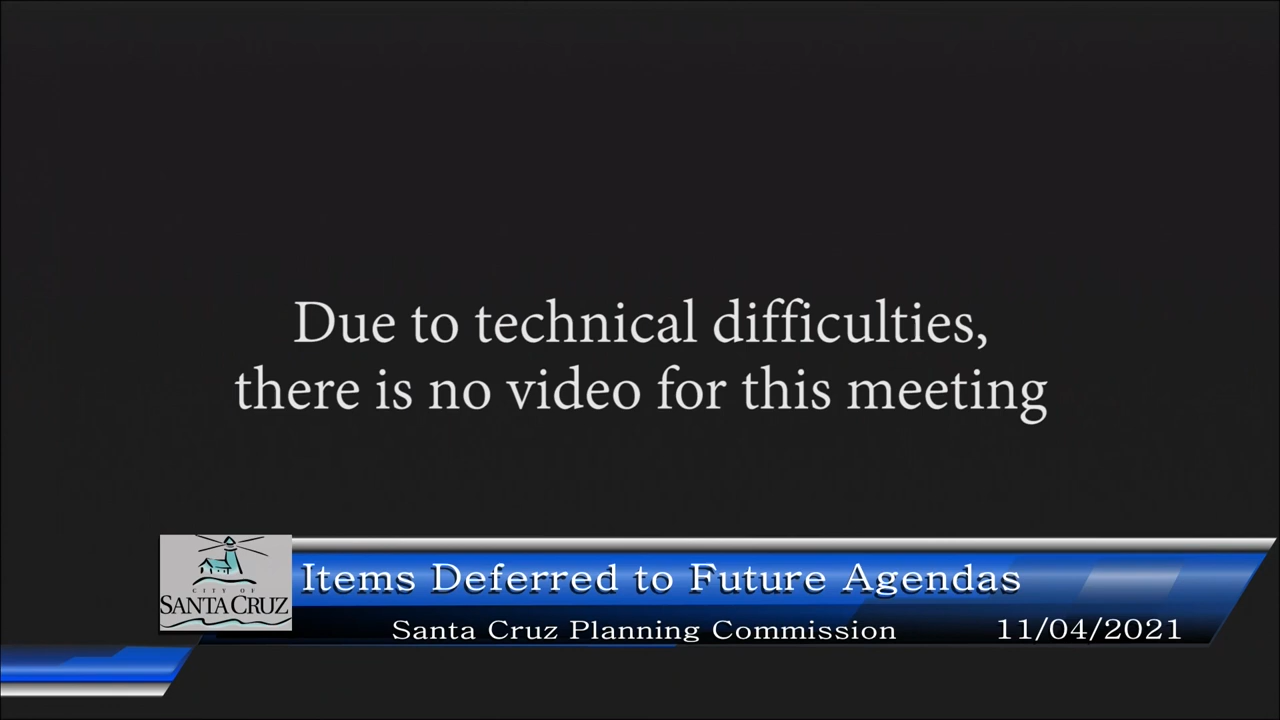 Due to technical difficulties,
there is no video for this meeting
Items Deferred to Future Agendas
CITY OF
SANTA CRUZ
Santa Cruz Planning Commission
11/04/2021